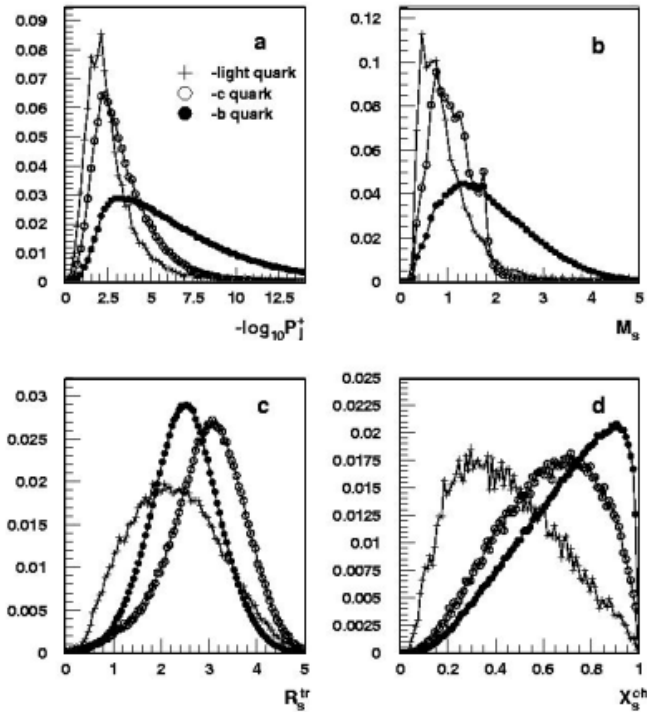 a
+ -light quark
○ -c quark
● -b quark
0.09
0.08
0.07
0.06
0.05
0.04
0.03
0.02
0.01
0
0 2.5 5 7.5 10 12.5
-log10Pj+
b
0.12
0.1
0.08
0.06
0.04
0.02
0
0 1 2 3 4 5
Ms
c
0.03
0.025
0.02
0.015
0.01
0.005
0
0 1 2 3 4 5
Rs^tr
d
0.025
0.0225
0.02
0.0175
0.015
0.0125
0.01
0.0075
0.005
0.0025
0
0 0.2 0.4 0.6 0.8 1
Xs^ch